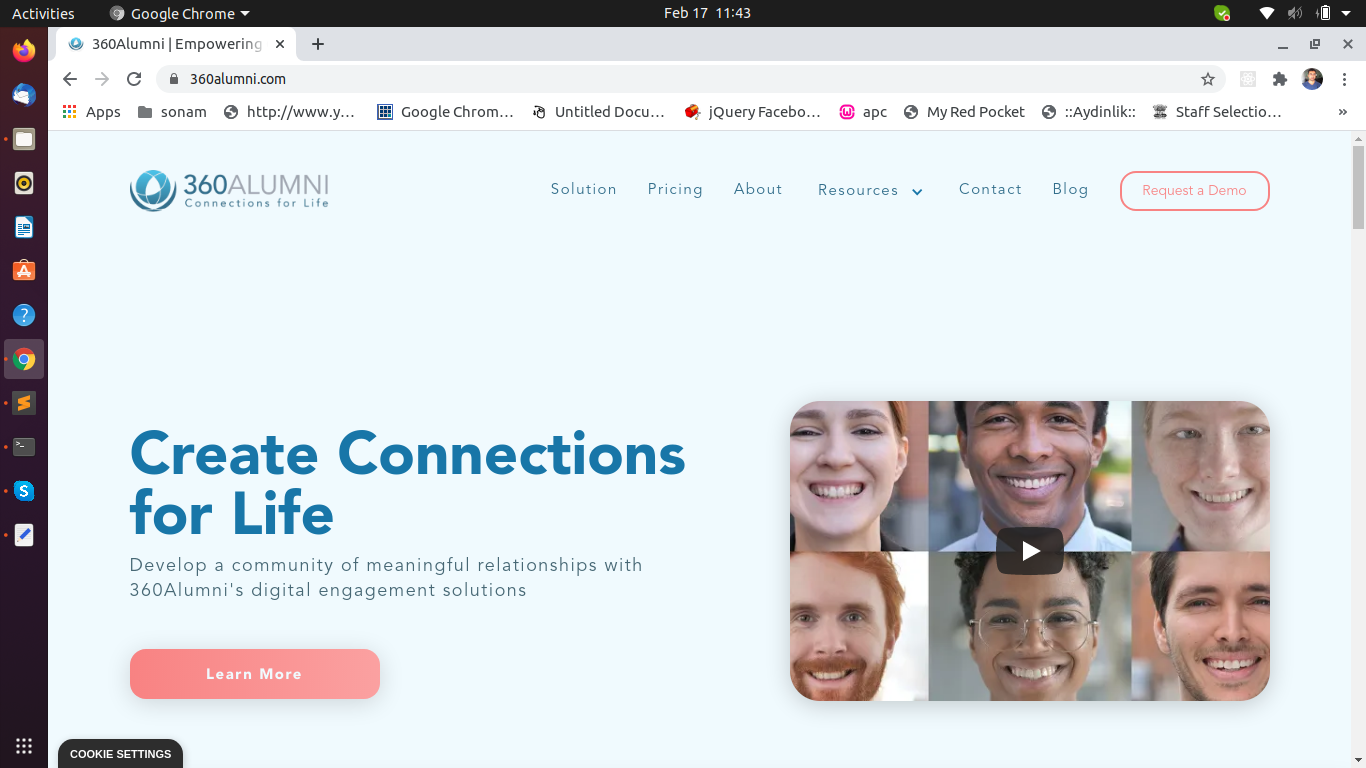 Activities
Google Chrome
Feb 17 11:43
360Alumni | Empowering
360alumni.com
Apps
sonam
http://www.y…
Google Chrom…
Untitled Docu…
jQuery Facebo…
apc
My Red Pocket
::Aydinlik::
Staff Selectio…
»
360ALUMNI
Connections for Life
Solution
Pricing
About
Resources
Contact
Blog
Request a Demo
Create Connections
for Life
Develop a community of meaningful relationships with
360Alumni's digital engagement solutions
Learn More
COOKIE SETTINGS